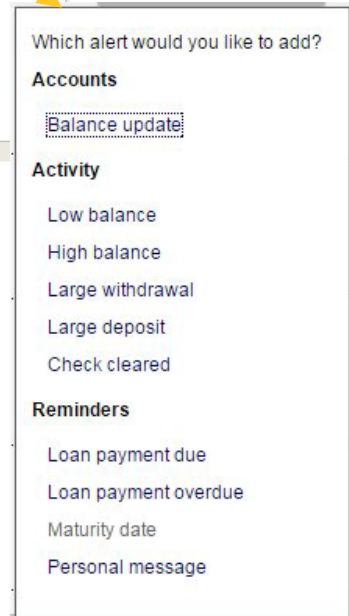 Which alert would you like to add?
Accounts
Balance update
Activity
Low balance
High balance
Large withdrawal
Large deposit
Check cleared
Reminders
Loan payment due
Loan payment overdue
Maturity date
Personal message